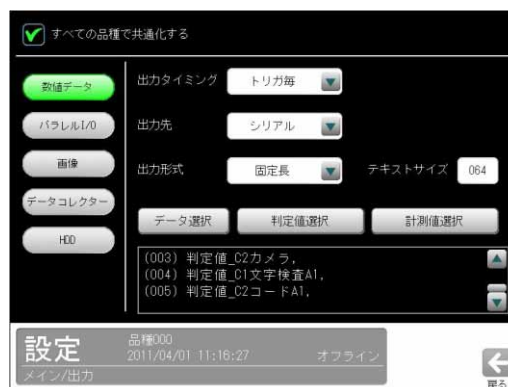 すべての品種で共通化する
数値データ
出力タイミング
トリガ毎
パラレルI/O
出力先
シリアル
画像
出力形式
固定長
テキストサイズ
064
データコレクター
データ選択
判定値選択
計測値選択
HDD
(003) 判定値_C2カメラ,
(004) 判定値_C1文字検査A1,
(005) 判定値_C2コードA1,
設定
品種000
2011/04/01 11:16:27
オフライン
メイン/出力
戻る